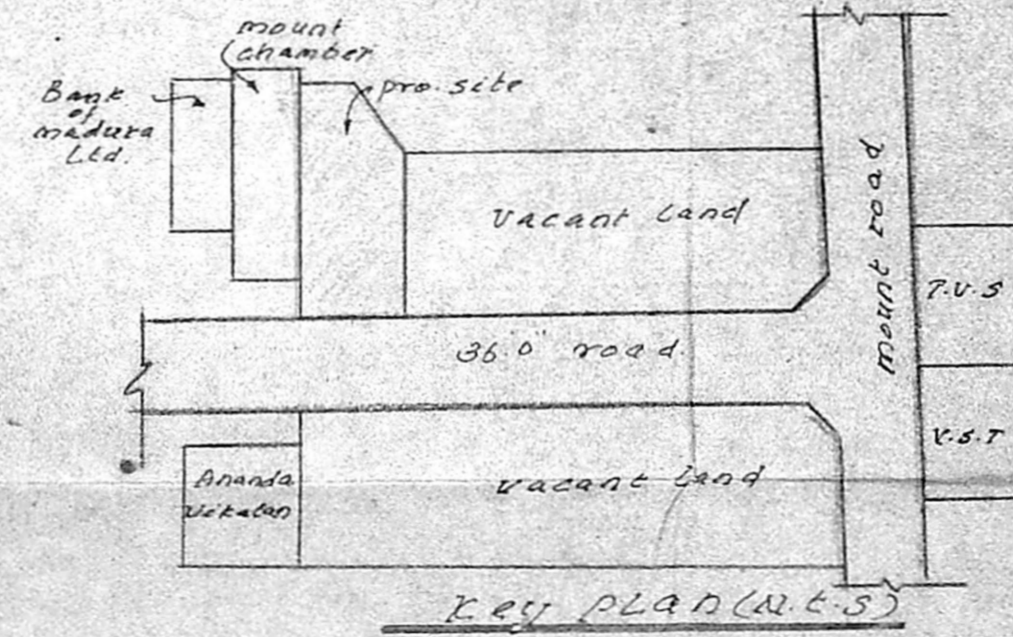 mount
chamber
pro. site
Bank
of
madura
Ltd.
Vacant Land
mount road
T.V.S
36'.0" road.
V.S.T
Ananda
Vikatan
Vacant Land
Key PLAN (N.t.S)